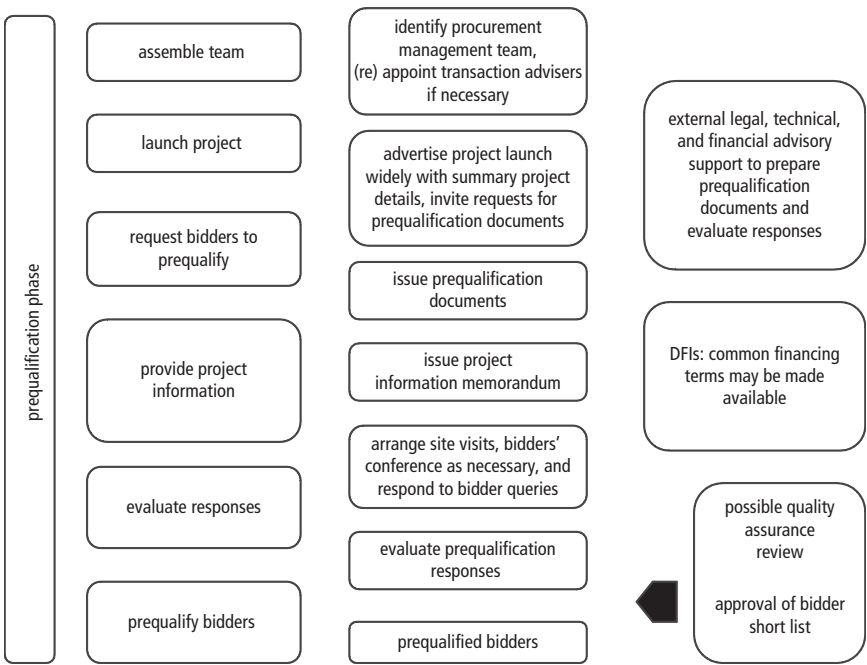 prequalification phase
assemble team
launch project
request bidders to
prequalify
provide project
information
evaluate responses
prequalify bidders
identify procurement
management team,
(re) appoint transaction advisers
if necessary
advertise project launch
widely with summary project
details, invite requests for
prequalification documents
issue prequalification
documents
issue project
information memorandum
arrange site visits, bidders’
conference as necessary, and
respond to bidder queries
evaluate prequalification
responses
prequalified bidders
external legal, technical,
and financial advisory
support to prepare
prequalification
documents and
evaluate responses
DFIs: common financing
terms may be made
available
possible quality
assurance
review
approval of bidder
short list